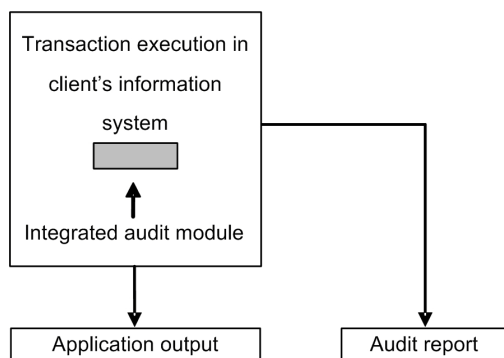 Transaction execution in
client's information
system
Integrated audit module
Application output
Audit report